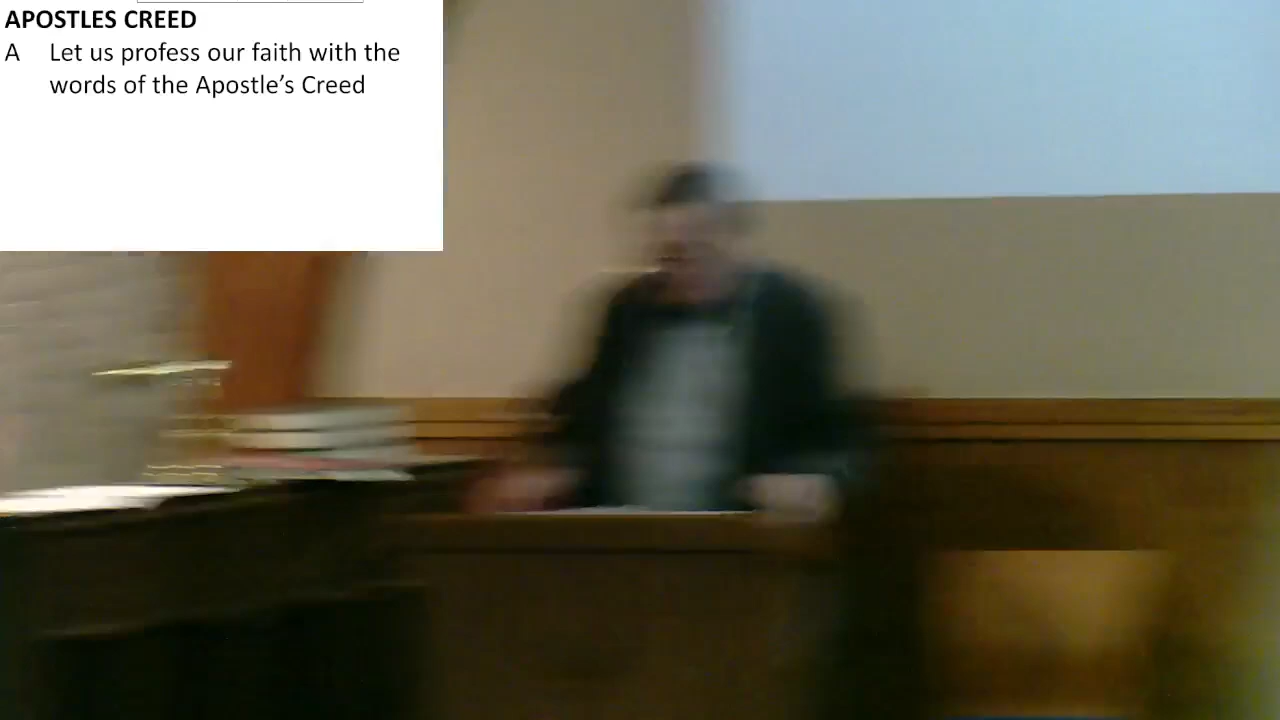 APOSTLES CREED
A Let us profess our faith with the
words of the Apostle’s Creed